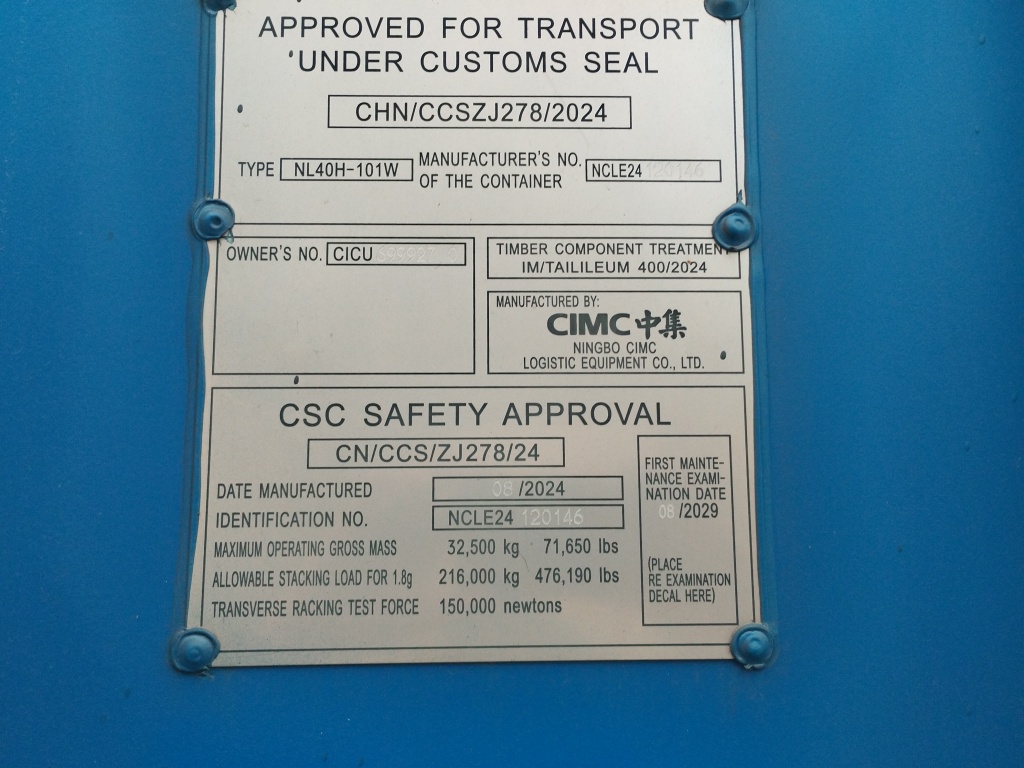 APPROVED FOR TRANSPORT
UNDER CUSTOMS SEAL
CHN/CCSZJ278/2024
TYPE NL40H-101W MANUFACTURER'S NO. OF THE CONTAINER NCLE24 120146
OWNER'S NO. CICU
TIMBER COMPONENT TREATMENT
IM/TAILILEUM 400/2024
MANUFACTURED BY:
CIMC中集
NINGBO CIMC
LOGISTIC EQUIPMENT CO., LTD.
CSC SAFETY APPROVAL
CN/CCS/ZJ278/24
DATE MANUFACTURED 08 /2024
IDENTIFICATION NO. NCLE24 120146
MAXIMUM OPERATING GROSS MASS 32,500 kg 71,650 lbs
ALLOWABLE STACKING LOAD FOR 1.8g 216,000 kg 476,190 lbs
TRANSVERSE RACKING TEST FORCE 150,000 newtons
FIRST MAINTE-
NANCE EXAMI-
NATION DATE
08 /2029
(PLACE
RE EXAMINATION
DECAL HERE)